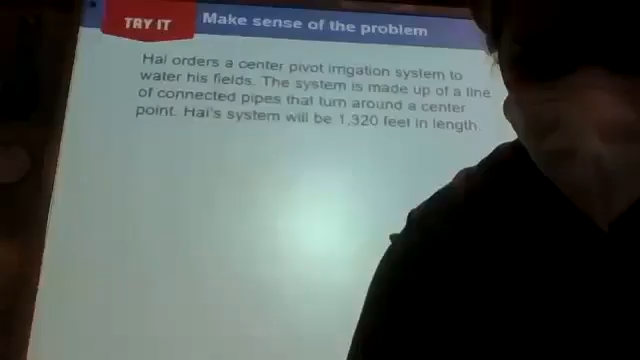 TRY IT
Make sense of the problem
Hal orders a center pivot irrigation system to
water his fields. The system is made up of a line
of connected pipes that turn around a center
point. Hal's system will be 1,320 feet in length.